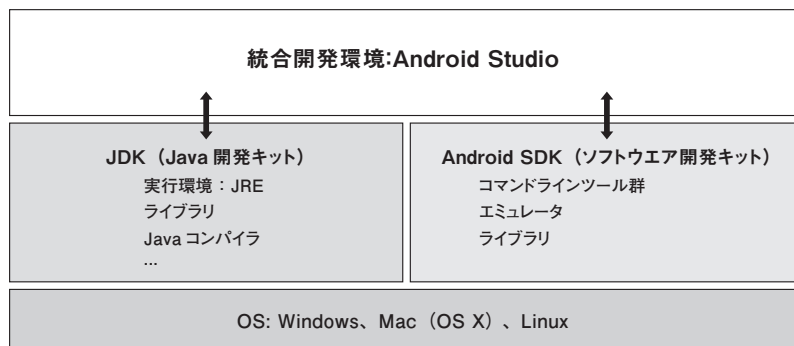 統合開発環境:Android Studio
JDK（Java 開発キット）
実行環境：JRE
ライブラリ
Java コンパイラ
...
Android SDK（ソフトウエア開発キット）
コマンドラインツール群
エミュレータ
ライブラリ
OS: Windows、Mac（OS X）、Linux